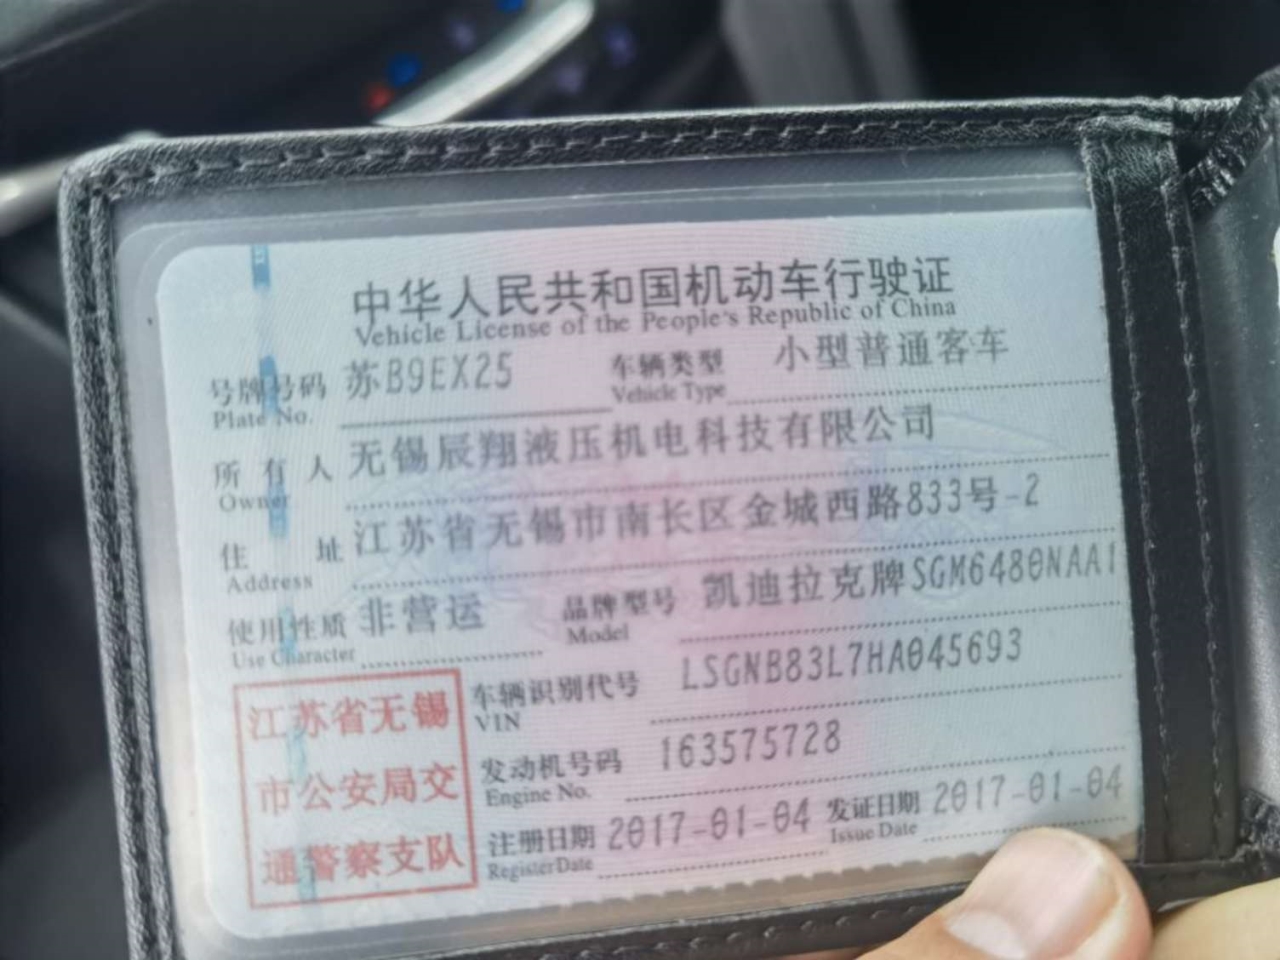 中华人民共和国机动车行驶证
Vehicle License of the People's Republic of China
号牌号码 苏B9EX25 车辆类型 小型普通客车
Plate No. Vehicle Type
所有人 无锡辰翔液压机电科技有限公司
Owner
住址 江苏省无锡市南长区金城西路833号-2
Address
使用性质 非营运 品牌型号 凯迪拉克牌SGM6480NAA1
Use Character Model
车辆识别代号 LSGNB83L7HA045693
VIN
发动机号码 163575728
Engine No.
注册日期 2017-01-04 发证日期 2017-01-04
Register Date Issue Date
江苏省无锡
市公安局交
通警察支队